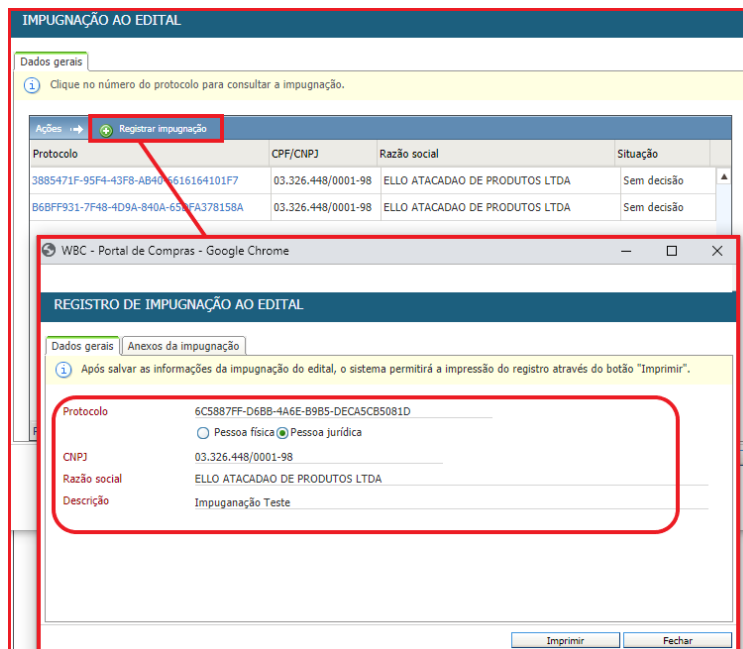 IMPUGNAÇÃO AO EDITAL
Dados gerais
Clique no número do protocolo para consultar a impugnação.
Ações Registrar impugnação
Protocolo CPF/CNPJ Razão social Situação
3885471F-95F4-43F8-AB40-6616164101F7 03.326.448/0001-98 ELLO ATACADAO DE PRODUTOS LTDA Sem decisão
B6BFF931-7F48-4D9A-840A-65DFA378158A 03.326.448/0001-98 ELLO ATACADAO DE PRODUTOS LTDA Sem decisão
WBC - Portal de Compras - Google Chrome
REGISTRO DE IMPUGNAÇÃO AO EDITAL
Dados gerais Anexos da impugnação
Após salvar as informações da impugnação do edital, o sistema permitirá a impressão do registro através do botão "Imprimir".
Protocolo 6C5887FF-D6BB-4A6E-B9B5-DECA5CB5081D
Pessoa física Pessoa jurídica
CNPJ 03.326.448/0001-98
Razão social ELLO ATACADAO DE PRODUTOS LTDA
Descrição Impuganação Teste
Imprimir Fechar